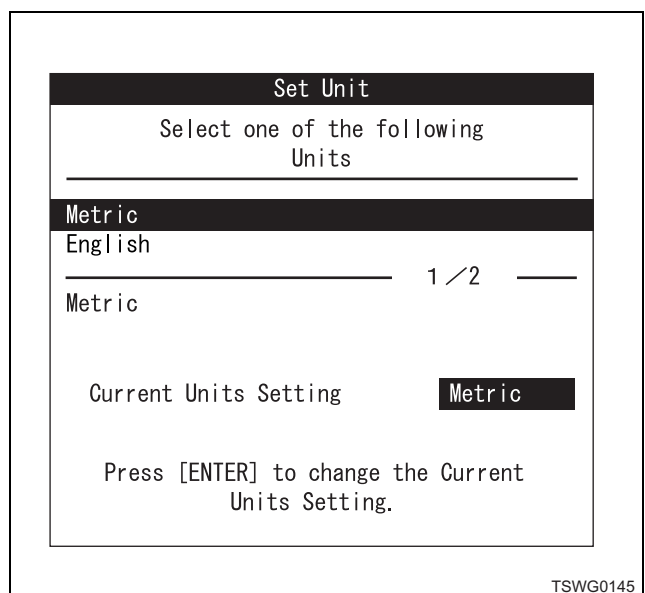 Set Unit
Select one of the following
Units
Metric
English
1/2
Metric
Current Units Setting Metric
Press [ENTER] to change the Current
Units Setting.
TSWG0145